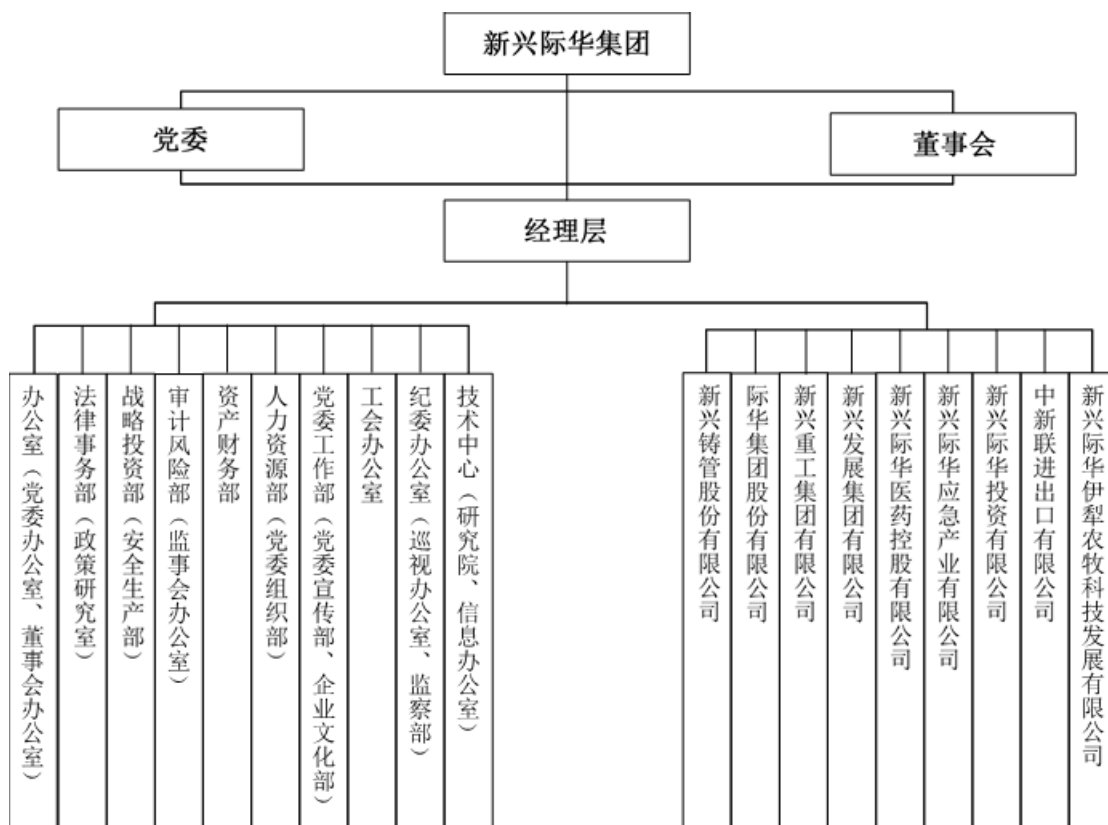 新兴际华集团
党委
董事会
经理层
办公室（党委办公室、董事会办公室）
法律事务部（政策研究室）
战略投资部（安全生产部）
审计风险部（监事会办公室）
资产财务部
人力资源部（党委组织部）
党委工作部（党委宣传部、企业文化部）
工会办公室
纪委办公室（巡视办公室、监察部）
技术中心（研究院、信息办公室）
新兴铸管股份有限公司
际华集团股份有限公司
新兴重工集团有限公司
新兴发展集团有限公司
新兴际华医药控股有限公司
新兴际华应急产业有限公司
新兴际华投资有限公司
中新联进出口有限公司
新兴际华伊犁农牧科技发展有限公司